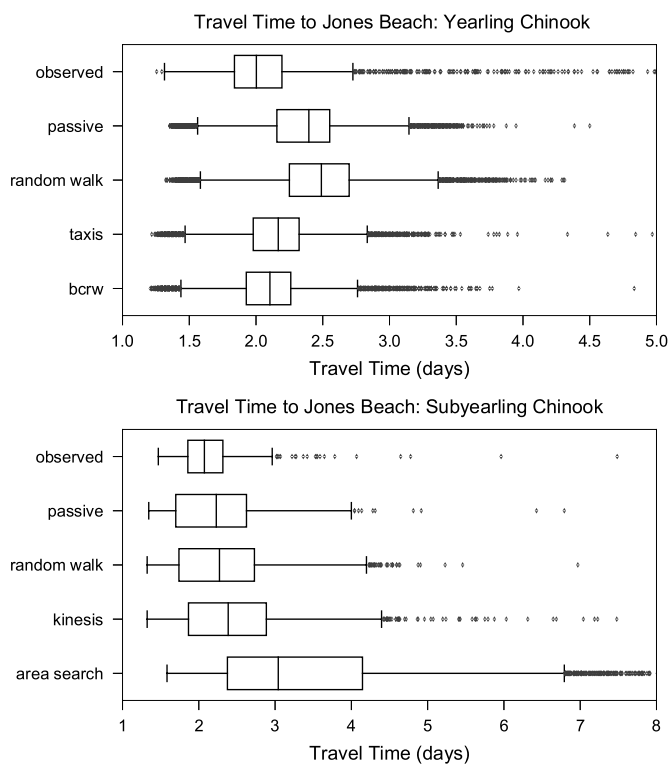 Travel Time to Jones Beach: Yearling Chinook
observed
passive
random walk
taxis
bcrw
1.0 1.5 2.0 2.5 3.0 3.5 4.0 4.5 5.0
Travel Time (days)
Travel Time to Jones Beach: Subyearling Chinook
observed
passive
random walk
kinesis
area search
1 2 3 4 5 6 7 8
Travel Time (days)